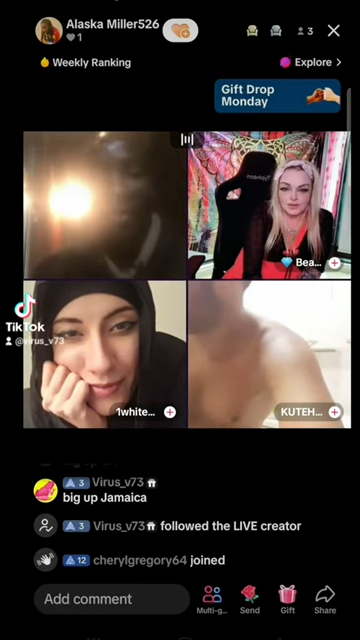 Alaska Miller526
1
3
Weekly Ranking
Explore >
Gift Drop
Monday
Bea...
TikTok
@virus_v73
1white...
KUTEH...
3 Virus_v73
big up Jamaica
3 Virus_v73 followed the LIVE creator
12 cherylgregory64 joined
Add comment
Multi-g...
Send
Gift
Share